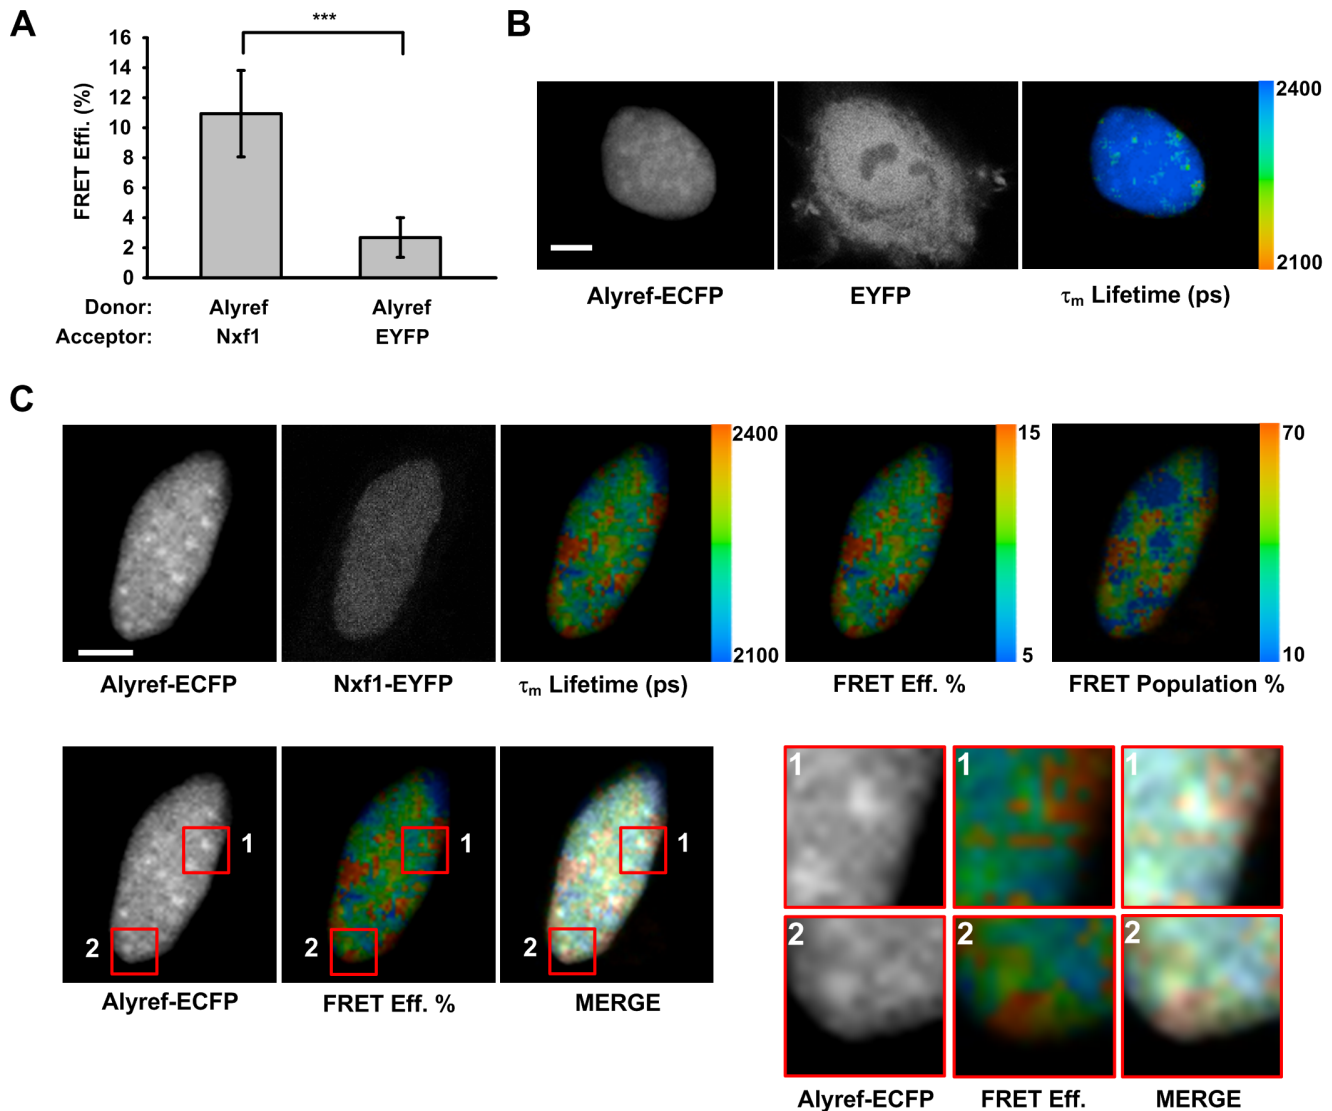 A
***
FRET Effi. (%)
16
14
12
10
8
6
4
2
0
Donor: Alyref Alyref
Acceptor: Nxf1 EYFP
B
2400
2100
Alyref-ECFP EYFP τm Lifetime (ps)
C
2400 15 70
2100 5 10
Alyref-ECFP Nxf1-EYFP τm Lifetime (ps) FRET Eff. % FRET Population %
1 1 1
2 2
Alyref-ECFP FRET Eff. % MERGE
1 1 1
2 2 2
Alyref-ECFP FRET Eff. MERGE